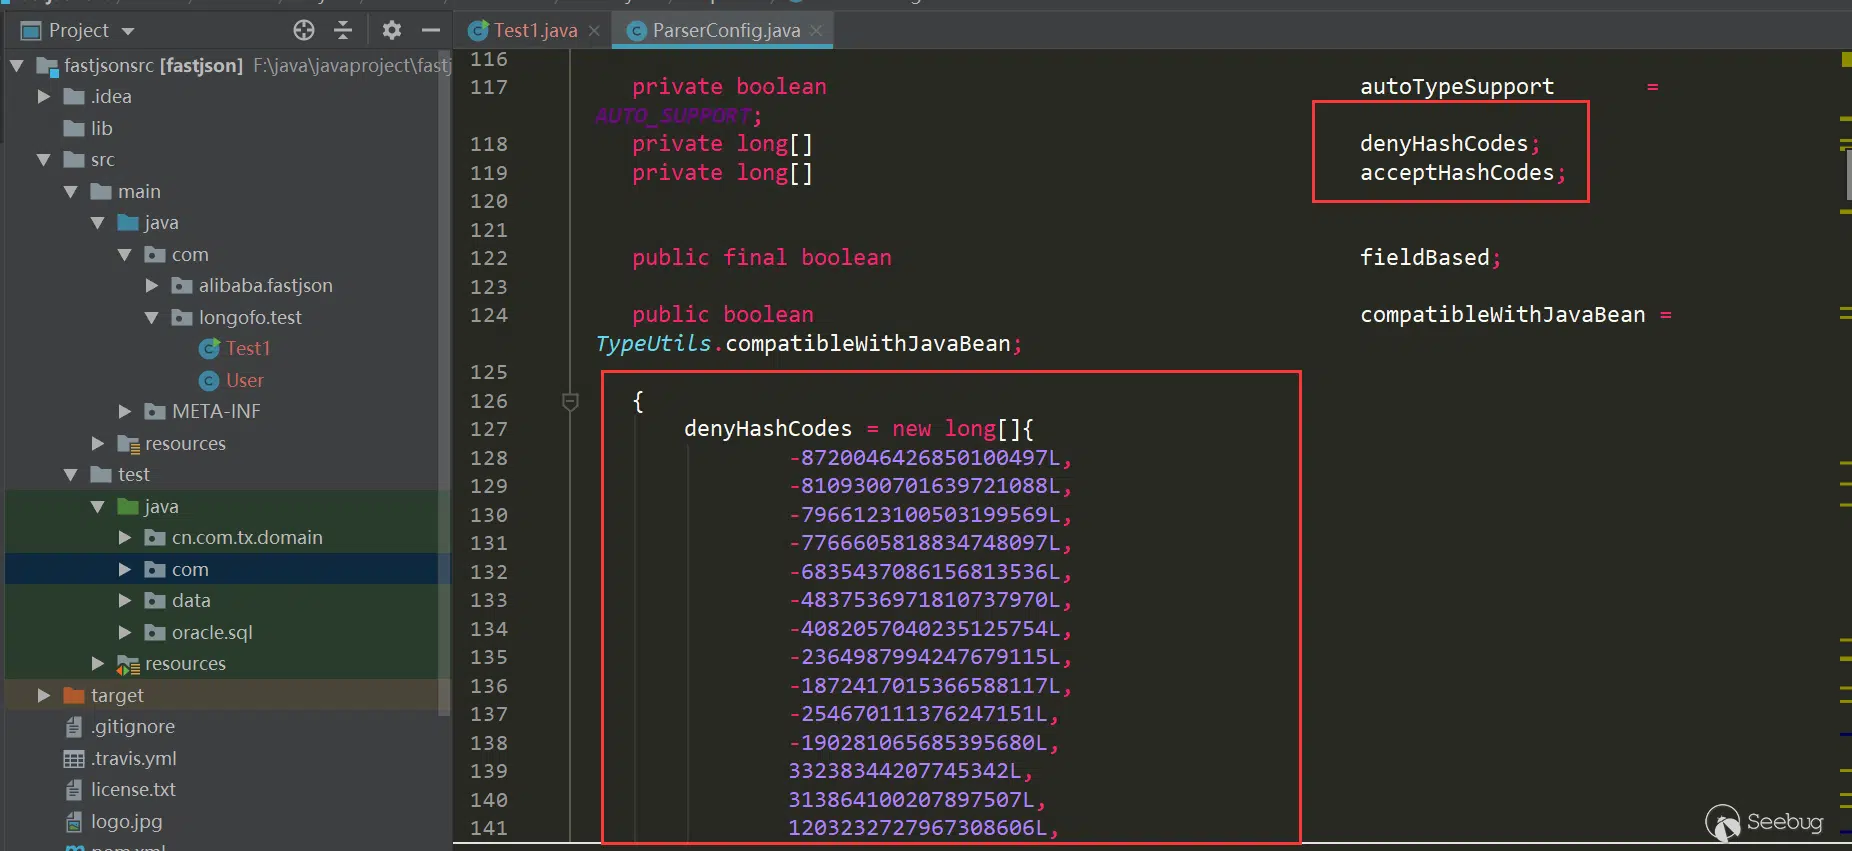 Project
fastjsonsrc [fastjson] F:\java\javaproject\fastj
.idea
lib
src
main
java
com
alibaba.fastjson
longofo.test
Test1
User
META-INF
resources
test
java
cn.com.tx.domain
com
data
oracle.sql
resources
target
.gitignore
.travis.yml
license.txt
logo.jpg
Test1.java
ParserConfig.java
116
117 private boolean autoTypeSupport =
AUTO_SUPPORT;
118 private long[] denyHashCodes;
119 private long[] acceptHashCodes;
120
121
122 public final boolean fieldBased;
123
124 public boolean compatibleWithJavaBean =
TypeUtils.compatibleWithJavaBean;
125
126 {
127 denyHashCodes = new long[]{
128 -8720046426850100497L,
129 -8109300701639721088L,
130 -7966123100503199569L,
131 -7766605818834748097L,
132 -6835437086156813536L,
133 -4837536971810737970L,
134 -4082057040235125754L,
135 -2364987994247679115L,
136 -1872417015366588117L,
137 -254670111376247151L,
138 -190281065685395680L,
139 33238344207745342L,
140 313864100207897507L,
141 1203232727967308606L,
Seebug